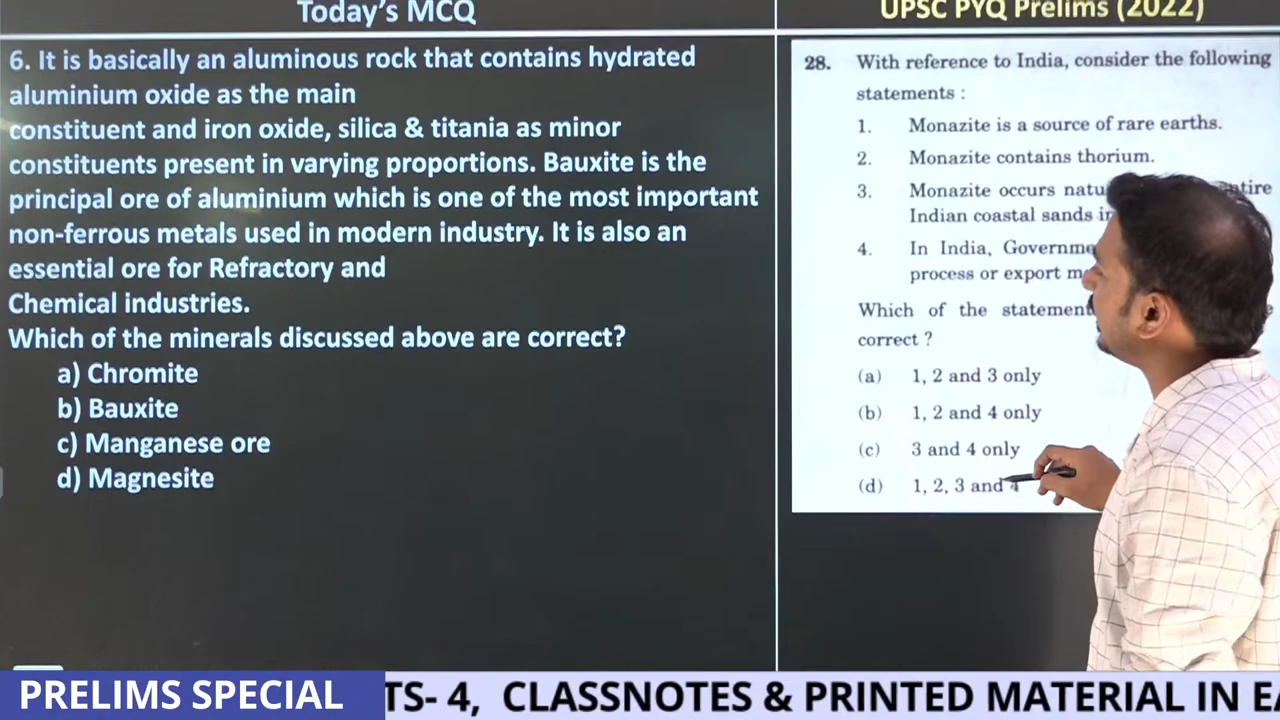 Today's MCQ
6. It is basically an aluminous rock that contains hydrated
aluminium oxide as the main
constituent and iron oxide, silica & titania as minor
constituents present in varying proportions. Bauxite is the
principal ore of aluminium which is one of the most important
non-ferrous metals used in modern industry. It is also an
essential ore for Refractory and
Chemical industries.
Which of the minerals discussed above are correct?
a) Chromite
b) Bauxite
c) Manganese ore
d) Magnesite
UPSC PYQ Prelims (2022)
28. With reference to India, consider the following
statements :
1. Monazite is a source of rare earths.
2. Monazite contains thorium.
3. Monazite occurs
Indian coastal sands
4. In India,
process or export
Which of the
correct ?
(a) 1, 2 and 3 only
(b) 1, 2 and 4 only
(c) 3 and 4 only
(d) 1, 2, 3 and 4
PRELIMS SPECIAL
TS- 4, CLASSNOTES & PRINTED MATERIAL IN